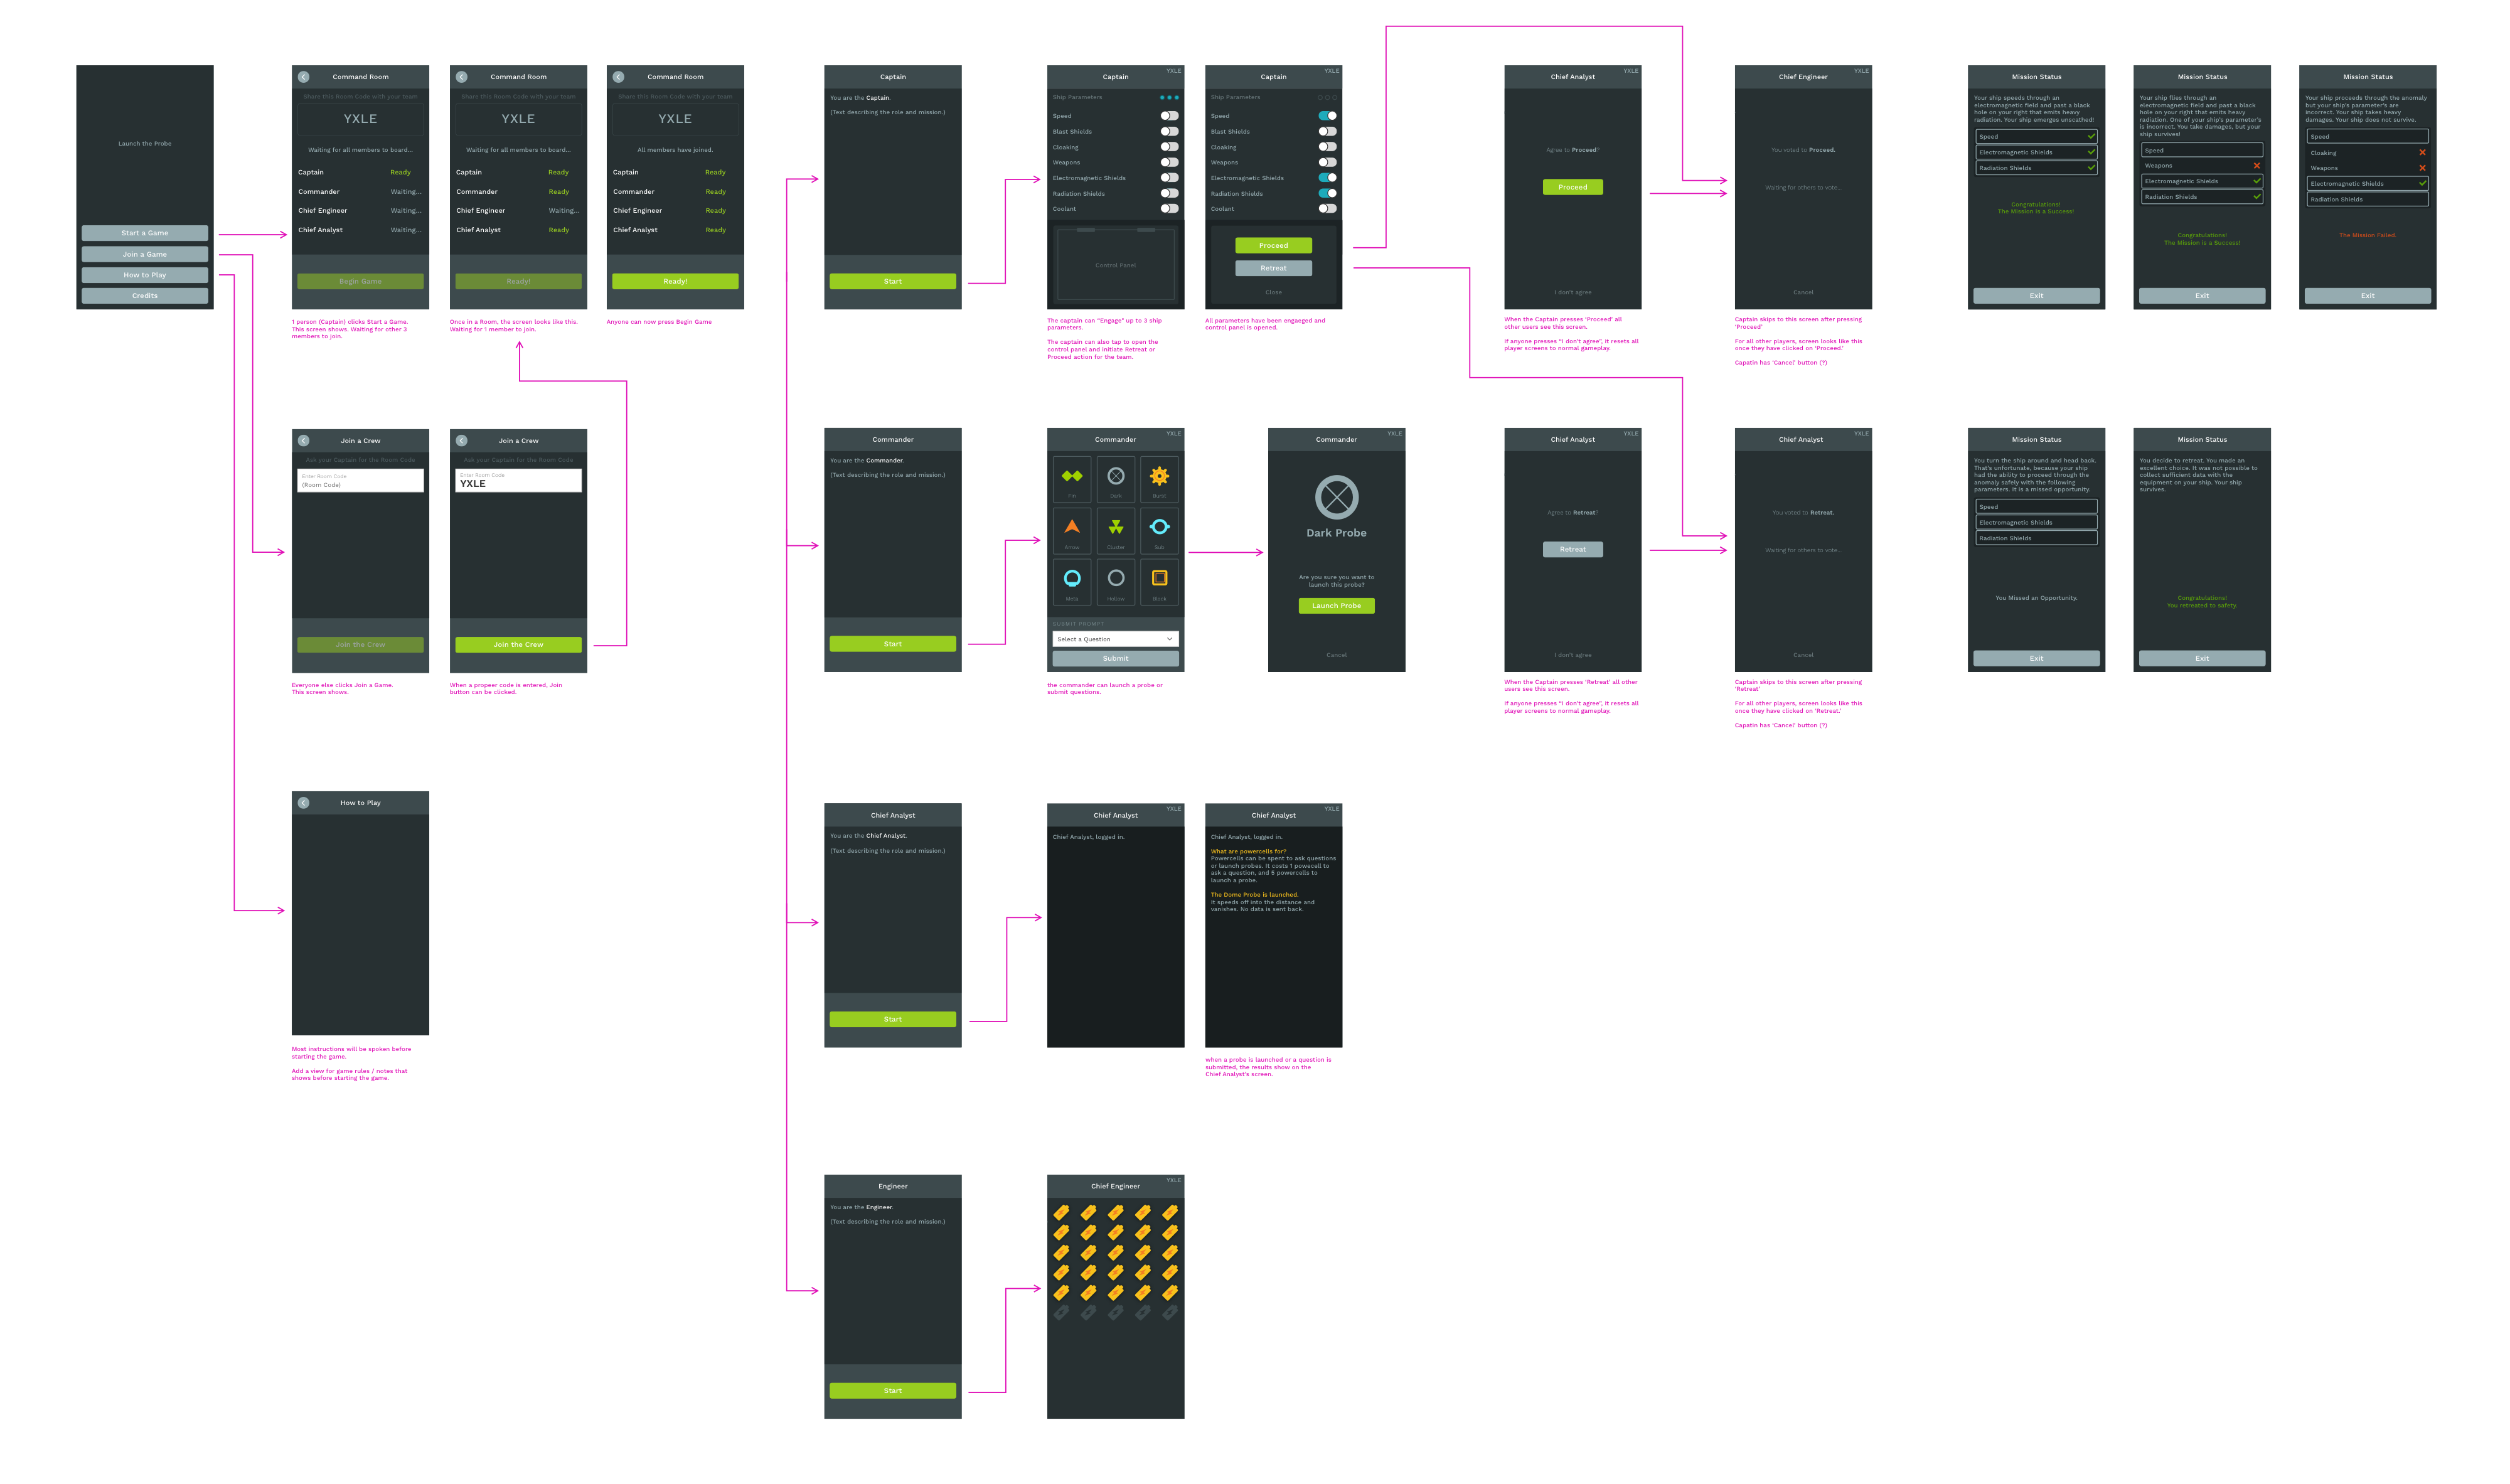 Launch the Probe
Start a Game
Join a Game
How to Play
Credits
Command Room
Share this Room Code with your team
YXLE
Waiting for all members to board...
Captain Ready
Commander Waiting...
Chief Engineer Waiting...
Chief Analyst Waiting...
Begin Game
1 person (Captain) clicks Start a Game.
This screen shows. Waiting for other 3
members to join.
Command Room
Share this Room Code with your team
YXLE
Waiting for all members to board...
Captain Ready
Commander Ready
Chief Engineer Waiting...
Chief Analyst Ready
Ready!
Once in a Room, the screen looks like this.
Waiting for 1 member to join.
Command Room
Share this Room Code with your team
YXLE
All members have joined.
Captain Ready
Commander Ready
Chief Engineer Ready
Chief Analyst Ready
Ready!
Anyone can now press Begin Game
Captain
You are the Captain.
(Text describing the role and mission.)
Start
YXLE
Captain
Ship Parameters
Speed
Blast Shields
Cloaking
Weapons
Electromagnetic Shields
Radiation Shields
Coolant
Control Panel
The captain can "Engage" up to 3 ship
parameters.
The captain can also tap to open the
control panel and initiate Retreat or
Proceed action for the team.
YXLE
Captain
Ship Parameters
Speed
Blast Shields
Cloaking
Weapons
Electromagnetic Shields
Radiation Shields
Coolant
Proceed
Retreat
Close
All parameters have been engaeged and
control panel is opened.
YXLE
Chief Analyst
Agree to Proceed?
Proceed
I don't agree
When the Captain presses 'Proceed' all
other users see this screen.
If anyone presses "I don't agree", it resets all
player screens to normal gameplay.
YXLE
Chief Engineer
You voted to Proceed.
Waiting for others to vote...
Cancel
Captain skips to this screen after pressing
'Proceed'
For all other players, screen looks like this
once they have clicked on 'Proceed.'
Capatin has 'Cancel' button (?)
Mission Status
Your ship speeds through an
electromagnetic field and past a black
hole on your right that emits heavy
radiation. Your ship emerges unscathed!
Speed
Electromagnetic Shields
Radiation Shields
Congratulations!
The Mission is a Success!
Exit
Mission Status
Your ship flies through an
electromagnetic field and past a black
hole on your right that emits heavy
radiation. One of your ship's parameter's
is incorrect. You take damages, but your
ship survives!
Speed
Weapons
Electromagnetic Shields
Radiation Shields
Congratulations!
The Mission is a Success!
Exit
Mission Status
Your ship proceeds through the anomaly
but your ship's parameter's are
incorrect. Your ship takes heavy
damages. Your ship does not survive.
Speed
Cloaking
Weapons
Electromagnetic Shields
Radiation Shields
The Mission Failed.
Exit
Join a Crew
Ask your Captain for the Room Code
Enter Room Code
(Room Code)
Join the Crew
Everyone else clicks Join a Game.
This screen shows.
Join a Crew
Ask your Captain for the Room Code
Enter Room Code
YXLE
Join the Crew
When a propeer code is entered, Join
button can be clicked.
Commander
You are the Commander.
(Text describing the role and mission.)
Start
YXLE
Commander
Fin Dark Burst
Arrow Cluster Sub
Meta Hollow Block
SUBMIT PROMPT
Select a Question
Submit
the commander can launch a probe or
submit questions.
YXLE
Commander
Dark Probe
Are you sure you want to
launch this probe?
Launch Probe
Cancel
YXLE
Chief Analyst
Agree to Retreat?
Retreat
I don't agree
When the Captain presses 'Retreat' all other
users see this screen.
If anyone presses "I don't agree", it resets all
player screens to normal gameplay.
YXLE
Chief Analyst
You voted to Retreat.
Waiting for others to vote..
Cancel
Captain skips to this screen after pressing
'Retreat'
For all other players, screen looks like this
once they have clicked on 'Retreat.'
Capatin has 'Cancel' button (?)
Mission Status
You turn the ship around and head back.
That's unfortunate, because your ship
had the ability to proceed through the
anomaly safely with the following
parameters. It is a missed opportunity.
Speed
Electromagnetic Shields
Radiation Shields
You Missed an Opportunity.
Exit
Mission Status
You decide to retreat. You made an
excellent choice. It was not possible to
collect sufficient data with the
equipment on your ship. Your ship
survives.
Congratulations!
You retreated to safety.
Exit
How to Play
Most instructions will be spoken before
starting the game.
Add a view for game rules / notes that
shows before starting the game.
Chief Analyst
You are the Chief Analyst.
(Text describing the role and mission.)
Start
YXLE
Chief Analyst
Chief Analyst, logged in.
YXLE
Chief Analyst
Chief Analyst, logged in.
What are powercells for?
Powercells can be spent to ask questions
or launch probes. It costs 1 powecell to
ask a question, and 5 powercells to
launch a probe.
The Dome Probe is launched.
It speeds off into the distance and
vanishes. No data is sent back.
when a probe is launched or a question is
submitted, the results show on the
Chief Analyst's screen.
Engineer
You are the Engineer.
(Text describing the role and mission.)
Start
YXLE
Chief Engineer